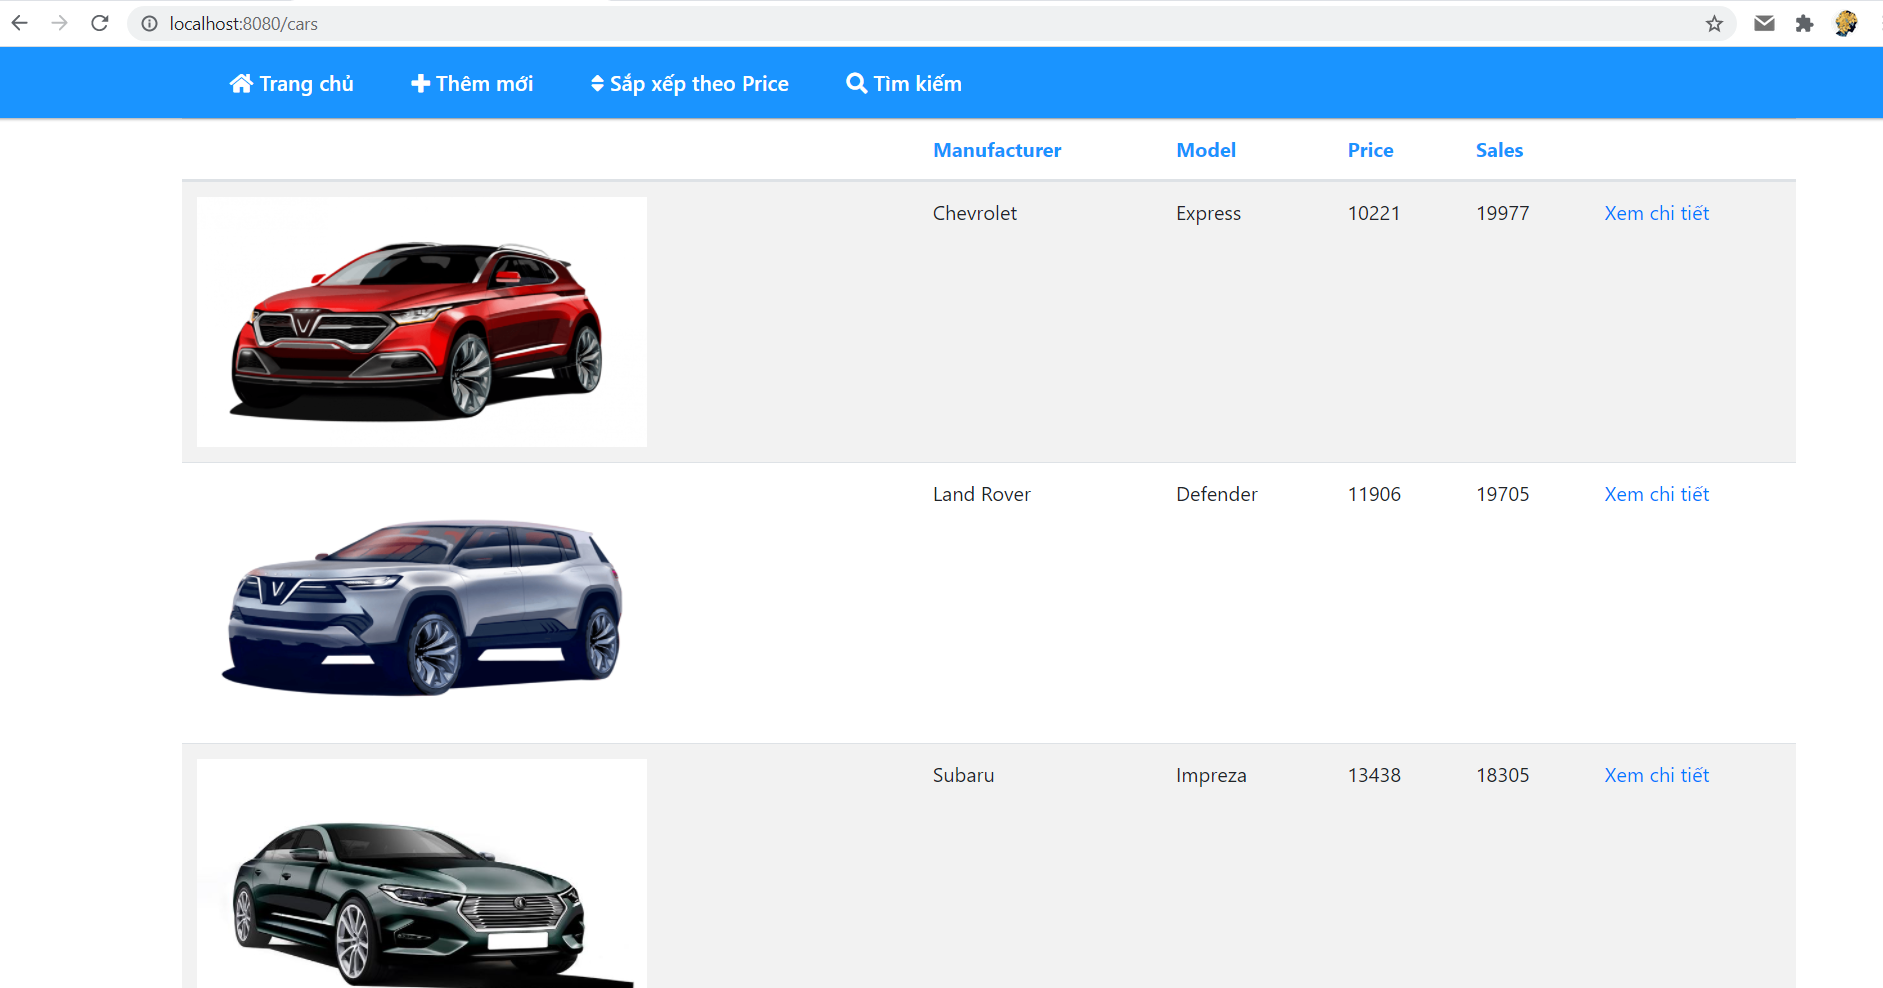 localhost:8080/cars
Trang chủ Thêm mới Sắp xếp theo Price Tìm kiếm
Manufacturer Model Price Sales
Chevrolet Express 10221 19977 Xem chi tiết
Land Rover Defender 11906 19705 Xem chi tiết
Subaru Impreza 13438 18305 Xem chi tiết